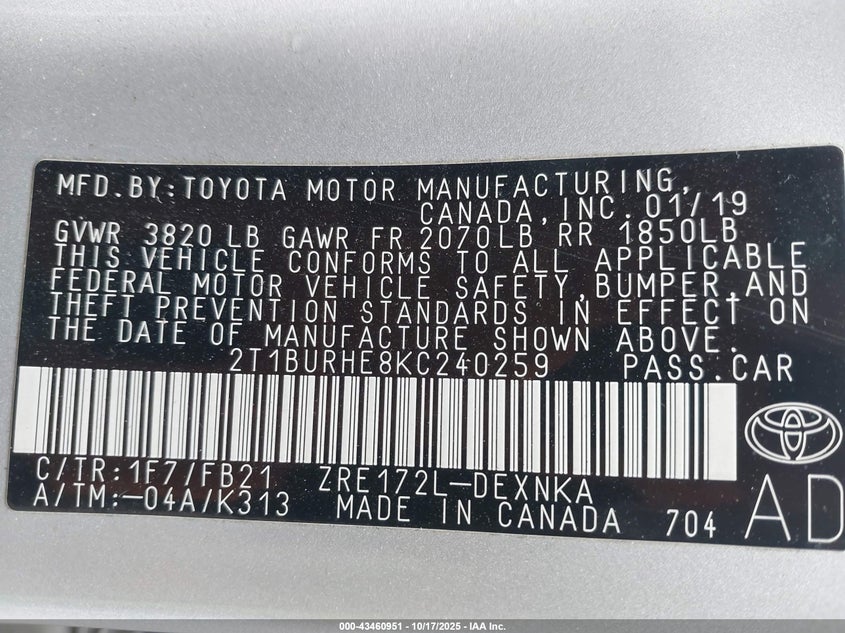 MFD.BY:TOYOTA MOTOR MANUFACTURING,
CANADA,INC.01/19
GVWR 3820 LB GAWR FR 2070LB RR 1850LB
THIS VEHICLE CONFORMS TO ALL APPLICABLE
FEDERAL MOTOR VEHICLE SAFETY,BUMPER,AND
THEFT PREVENTION STANDARDS IN EFFECT ON
THE DATE OF MANUFACTURE SHOWN ABOVE.
2T1BURHE8KC240259 PASS.CAR
C/TR:1F7/FB21 ZRE172L-DEXNKA
A/TM:-04A/K313 MADE IN CANADA 704 AD
000-43460951 - 10/17/2025 - IAA Inc.